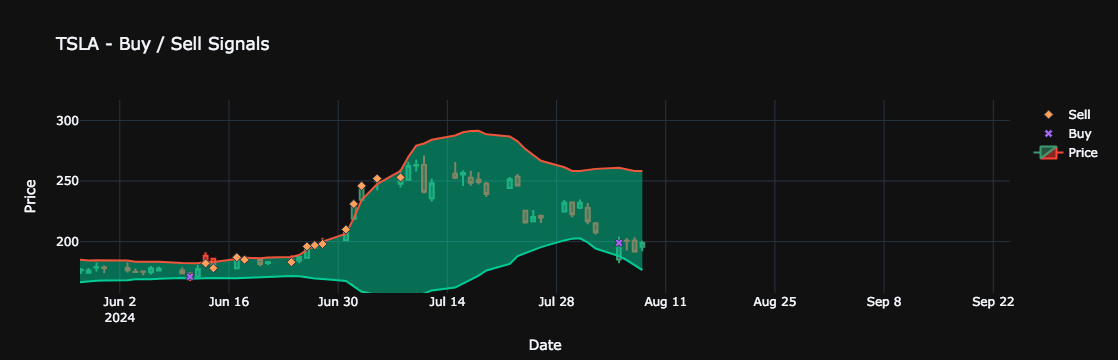 TSLA - Buy / Sell Signals
Sell
Buy
Price
300
250
200
Price
Jun 2
2024
Jun 16
Jun 30
Jul 14
Jul 28
Aug 11
Aug 25
Sep 8
Sep 22
Date